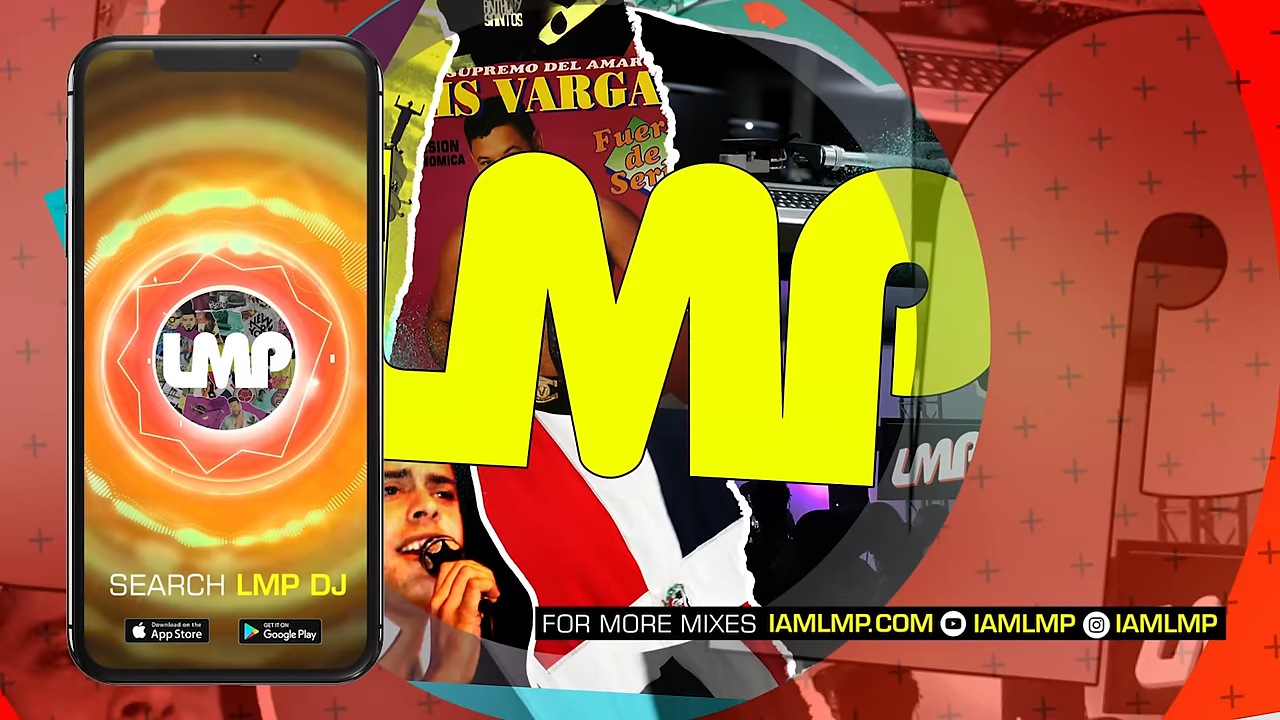 ANTHONY
SANTOS
SUPREMO DEL AMAR
IS VARGA
Fuer
de
Seri
SION
NOMICA
LMP
LMP
SEARCH LMP DJ
Download on the
App Store
GET IT ON
Google Play
LMP
FOR MORE MIXES IAMLMP.COM IAMLMP IAMLMP